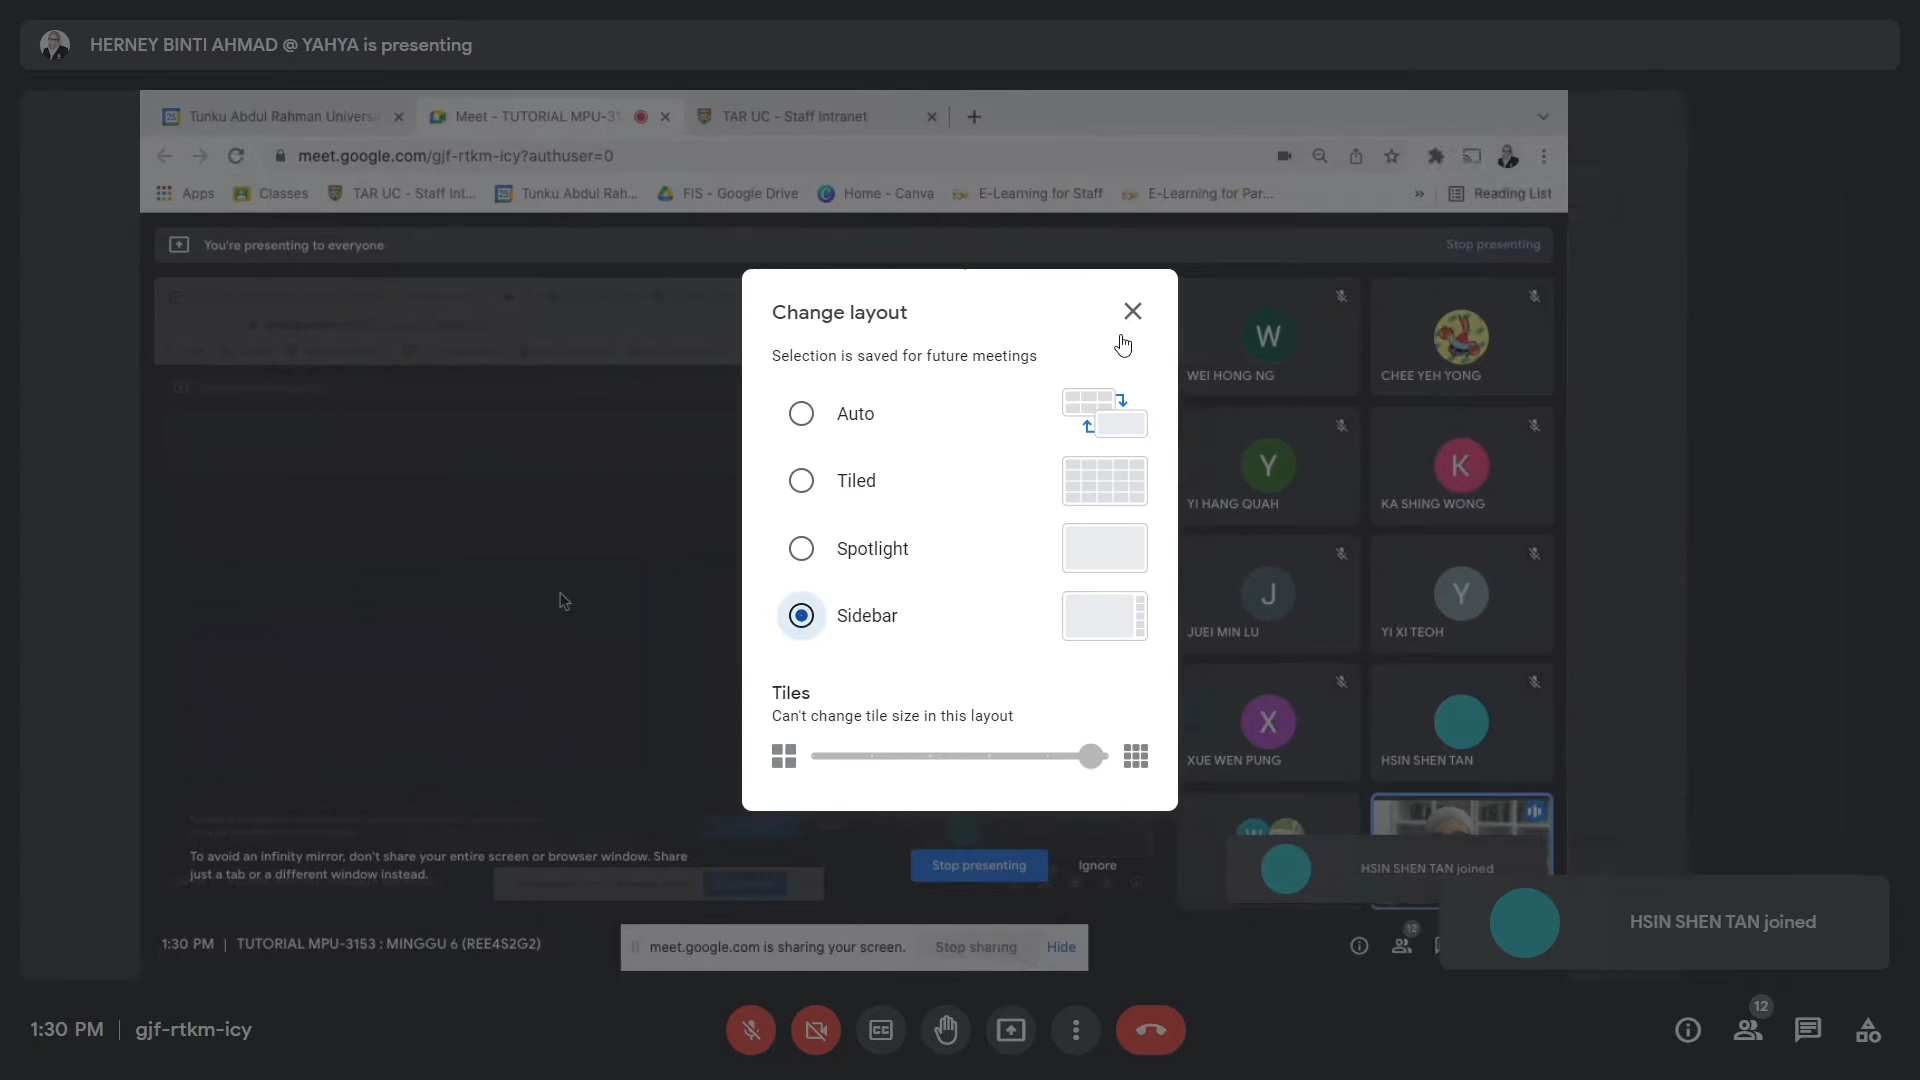 HERNEY BINTI AHMAD @ YAHYA is presenting
Tunku Abdul Rahman Universi
Meet - TUTORIAL MPU-31
TAR UC - Staff Intranet
meet.google.com/gjf-rtkm-icy?authuser=0
Apps
Classes
TAR UC - Staff Int...
Tunku Abdul Rah...
FIS - Google Drive
Home - Canva
E-Learning for Staff
E-Learning for Par...
»
Reading List
You're presenting to everyone
Stop presenting
Change layout
Selection is saved for future meetings
Auto
Tiled
Spotlight
Sidebar
Tiles
Can't change tile size in this layout
W
WEI HONG NG
CHEE YEH YONG
Y
YI HANG QUAH
K
KA SHING WONG
J
JUEI MIN LU
Y
YI XI TEOH
X
XUE WEN PUNG
HSIN SHEN TAN
To avoid an infinity mirror, don't share your entire screen or browser window. Share
just a tab or a different window instead.
Stop presenting
Ignore
W
HSIN SHEN TAN joined
HSIN SHEN TAN joined
1:30 PM | TUTORIAL MPU-3153 : MINGGU 6 (REE4S2G2)
meet.google.com is sharing your screen.
Stop sharing
Hide
12
1:30 PM | gjf-rtkm-icy
CC
12